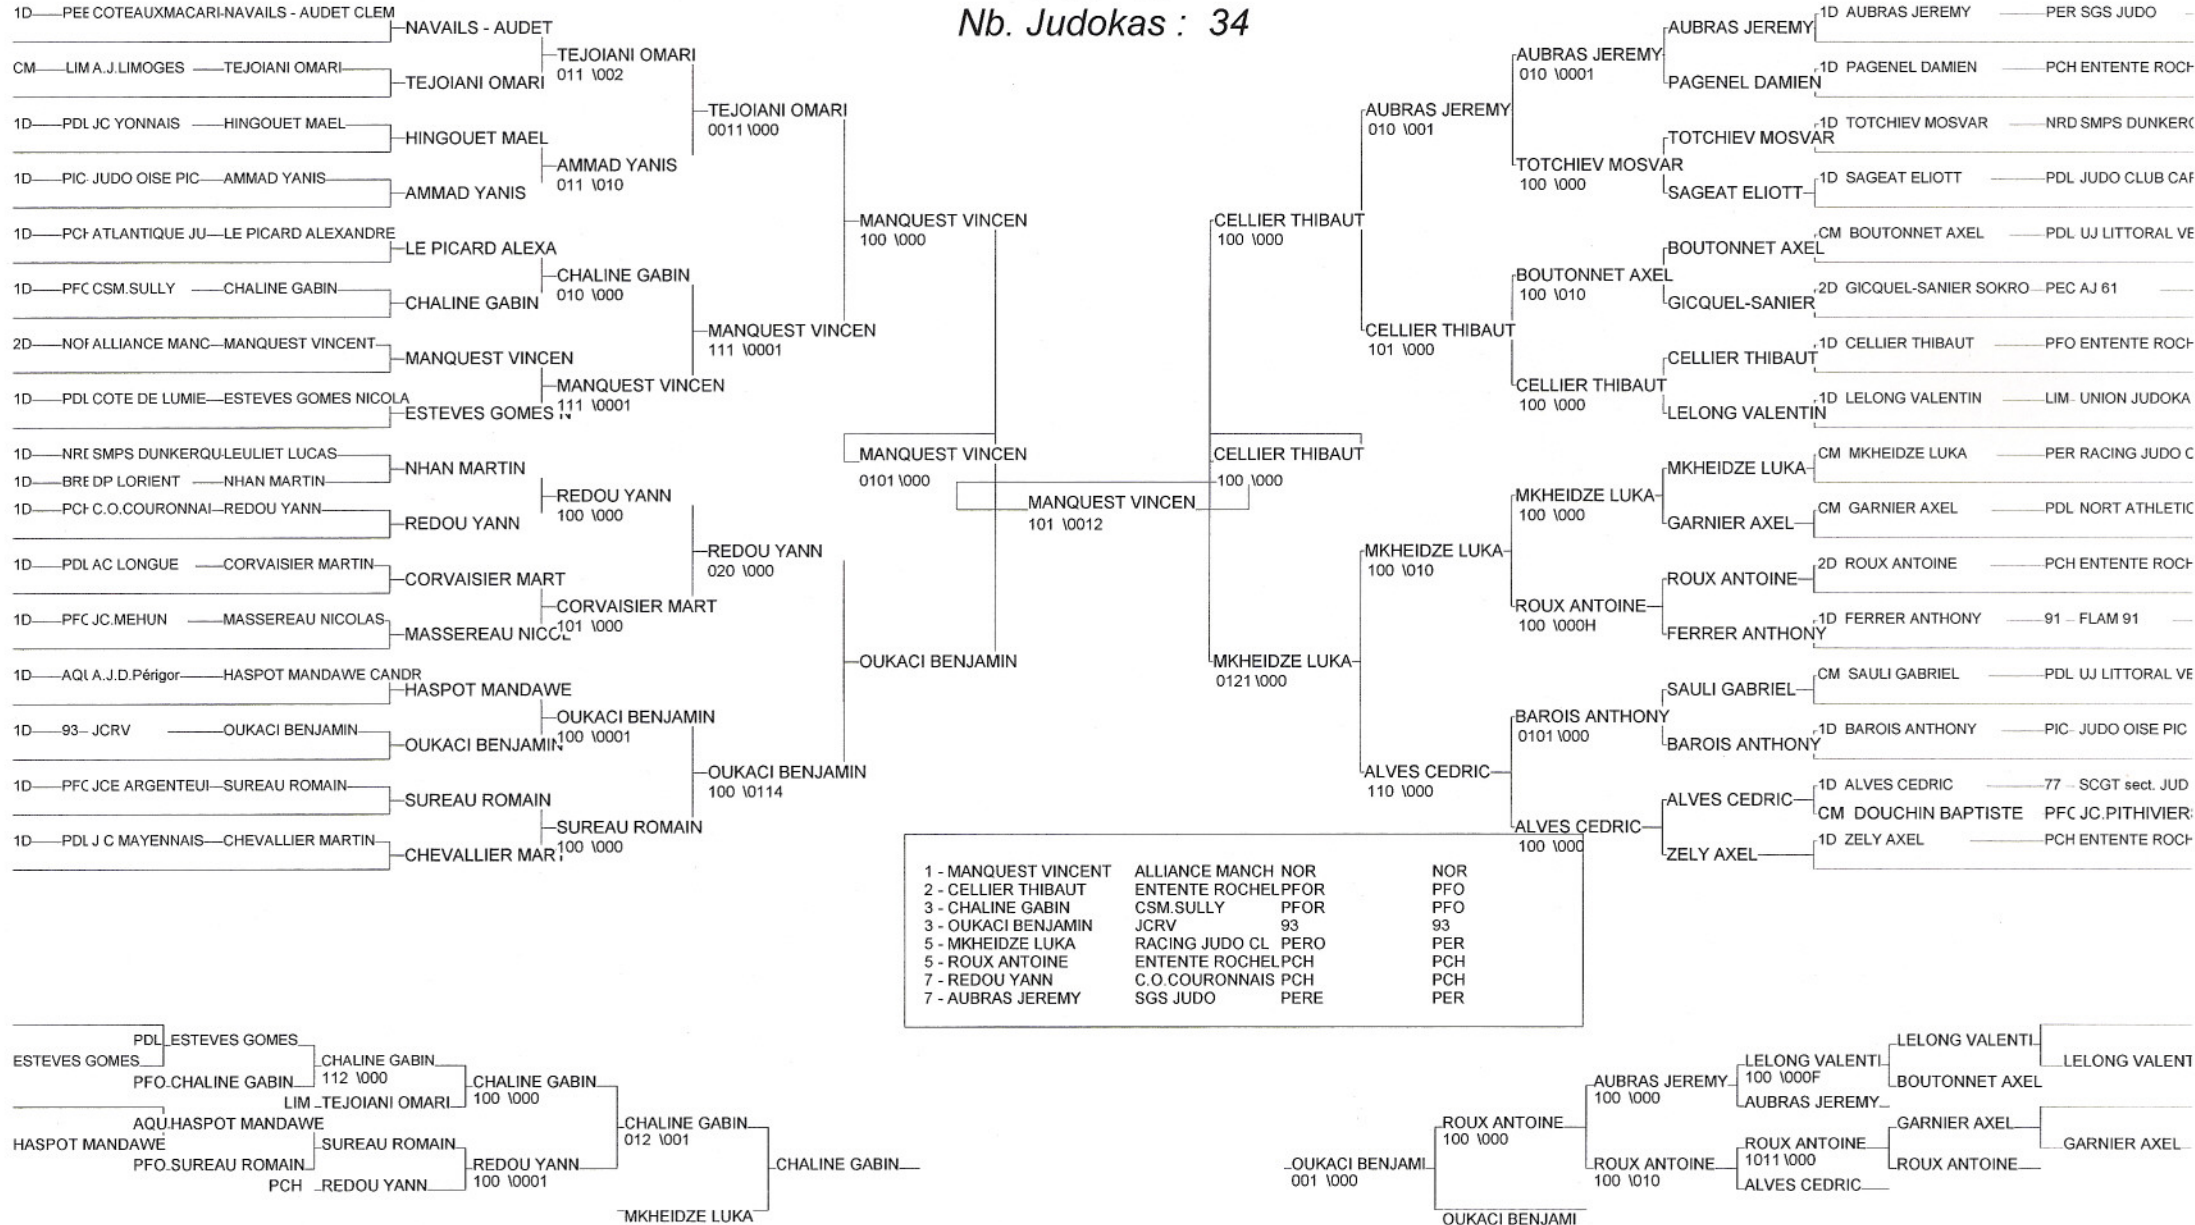 Nb. Judokas : 34
1D PEE COTEAUXMACARI NAVAILS - AUDET CLEM
CM LIM A.J.LIMOGES TEJOIANI OMARI
1D PDL JC YONNAIS HINGOUET MAEL
1D PIC JUDO OISE PIC AMMAD YANIS
1D PCH ATLANTIQUE JU LE PICARD ALEXANDRE
1D PFC CSM.SULLY CHALINE GABIN
2D NOF ALLIANCE MANC MANQUEST VINCENT
1D PDL COTE DE LUMIE ESTEVES GOMES NICOLA
1D NRD SMPS DUNKERQU LEULIET LUCAS
1D BRE DP LORIENT NHAN MARTIN
1D PCH C.O.COURONNAI REDOU YANN
1D PDL AC LONGUE CORVAISIER MARTIN
1D PFC JC.MEHUN MASSEREAU NICOLAS
1D AQU A.J.D.Périgor HASPOT MANDAWE CANDR
1D 93 JCRV OUKACI BENJAMIN
1D PFC JCE ARGENTEUI SUREAU ROMAIN
1D PDL J C MAYENNAIS CHEVALLIER MARTIN
NAVAILS - AUDET
TEJOIANI OMARI
HINGOUET MAEL
AMMAD YANIS
LE PICARD ALEXA
CHALINE GABIN
MANQUEST VINCEN
ESTEVES GOMES N
NHAN MARTIN
REDOU YANN
CORVAISIER MART
MASSEREAU NICOL
HASPOT MANDAWE
OUKACI BENJAMIN
SUREAU ROMAIN
CHEVALLIER MART
TEJOIANI OMARI
011 \002
AMMAD YANIS
011 \010
CHALINE GABIN
010 \000
MANQUEST VINCEN
111 \0001
REDOU YANN
100 \000
CORVAISIER MART
101 \000
OUKACI BENJAMIN
100 \0001
SUREAU ROMAIN
100 \000
TEJOIANI OMARI
0011 \000
MANQUEST VINCEN
111 \0001
REDOU YANN
020 \000
OUKACI BENJAMIN
100 \0114
MANQUEST VINCEN
100 \000
OUKACI BENJAMIN
MANQUEST VINCEN
0101 \000
MANQUEST VINCEN
101 \0012
CELLIER THIBAUT
100 \000
CELLIER THIBAUT
100 \000
MKHEIDZE LUKA
0121 \000
AUBRAS JEREMY
010 \001
CELLIER THIBAUT
101 \000
MKHEIDZE LUKA
100 \010
ALVES CEDRIC
110 \000
AUBRAS JEREMY
010 \0001
TOTCHIEV MOSVAR
100 \000
BOUTONNET AXEL
100 \010
CELLIER THIBAUT
100 \000
MKHEIDZE LUKA
100 \000
ROUX ANTOINE
100 \000H
BAROIS ANTHONY
0101 \000
ALVES CEDRIC
100 \000
AUBRAS JEREMY
PAGENEL DAMIEN
TOTCHIEV MOSVAR
SAGEAT ELIOTT
BOUTONNET AXEL
GICQUEL-SANIER
CELLIER THIBAUT
LELONG VALENTIN
MKHEIDZE LUKA
GARNIER AXEL
ROUX ANTOINE
FERRER ANTHONY
SAULI GABRIEL
BAROIS ANTHONY
ALVES CEDRIC
ZELY AXEL
1D AUBRAS JEREMY PER SGS JUDO
1D PAGENEL DAMIEN PCH ENTENTE ROCH
1D TOTCHIEV MOSVAR NRD SMPS DUNKERQ
1D SAGEAT ELIOTT PDL JUDO CLUB CAF
CM BOUTONNET AXEL PDL UJ LITTORAL VE
2D GICQUEL-SANIER SOKRO PEC AJ 61
1D CELLIER THIBAUT PFO ENTENTE ROCH
1D LELONG VALENTIN LIM UNION JUDOKA
CM MKHEIDZE LUKA PER RACING JUDO C
CM GARNIER AXEL PDL NORT ATHLETIC
2D ROUX ANTOINE PCH ENTENTE ROCH
1D FERRER ANTHONY 91 FLAM 91
CM SAULI GABRIEL PDL UJ LITTORAL VE
1D BAROIS ANTHONY PIC JUDO OISE PIC
1D ALVES CEDRIC 77 SCGT sect. JUD
CM DOUCHIN BAPTISTE PFC JC.PITHIVIER
1D ZELY AXEL PCH ENTENTE ROCH
1 - MANQUEST VINCENT ALLIANCE MANCH NOR NOR
2 - CELLIER THIBAUT ENTENTE ROCHEL PFOR PFO
3 - CHALINE GABIN CSM.SULLY PFOR PFO
3 - OUKACI BENJAMIN JCRV 93 93
5 - MKHEIDZE LUKA RACING JUDO CL PERO PER
5 - ROUX ANTOINE ENTENTE ROCHEL PCH PCH
7 - REDOU YANN C.O.COURONNAIS PCH PCH
7 - AUBRAS JEREMY SGS JUDO PERE PER
ESTEVES GOMES
HASPOT MANDAWE
PDL ESTEVES GOMES
PFO CHALINE GABIN
AQU HASPOT MANDAWE
PFO SUREAU ROMAIN
CHALINE GABIN
112 \000
LIM TEJOIANI OMARI
SUREAU ROMAIN
PCH REDOU YANN
CHALINE GABIN
100 \000
REDOU YANN
100 \0001
CHALINE GABIN
012 \001
MKHEIDZE LUKA
CHALINE GABIN
OUKACI BENJAMI
001 \000
ROUX ANTOINE
100 \000
OUKACI BENJAMI
AUBRAS JEREMY
100 \000
ROUX ANTOINE
100 \010
LELONG VALENTI
100 \000F
AUBRAS JEREMY
ROUX ANTOINE
1011 \000
ALVES CEDRIC
LELONG VALENTI
BOUTONNET AXEL
GARNIER AXEL
ROUX ANTOINE
LELONG VALENT
GARNIER AXEL